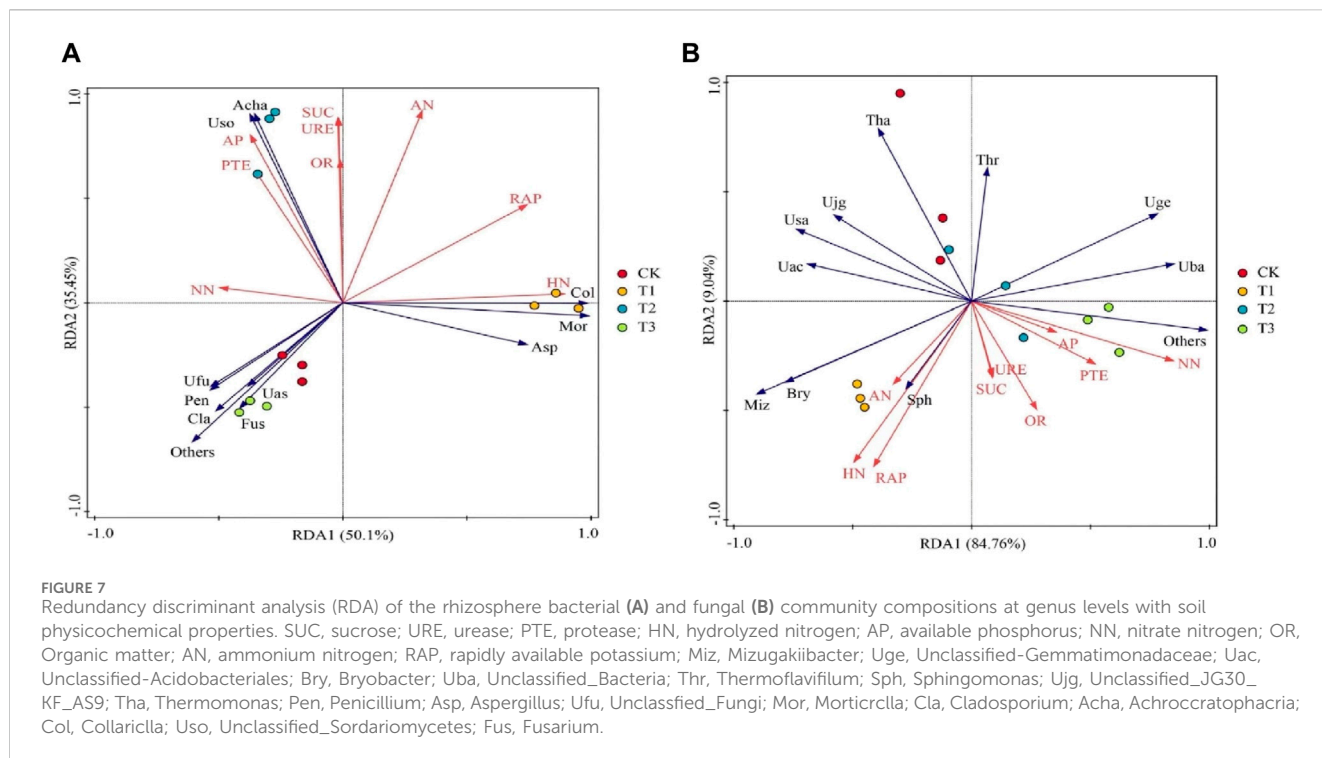 A
1.0
Acha
Uso
AP
PTE
SUC
URE
OR
AN
RAP
NN
HN
Col
Mor
Asp
Ufu
Pen
Cla
Uas
Fus
Others
RDA2 (35.45%)
-1.0
-1.0
RDA1 (50.1%)
1.0
CK
T1
T2
T3
B
1.0
Tha
Thr
Ujg
Usa
Uac
Uge
Uba
Others
AP
NN
PTE
URE
SUC
OR
AN
Sph
Bry
Miz
HN
RAP
RDA2 (9.04%)
-1.0
-1.0
RDA1 (84.76%)
1.0
CK
T1
T2
T3
FIGURE 7
Redundancy discriminant analysis (RDA) of the rhizosphere bacterial (A) and fungal (B) community compositions at genus levels with soil
physicochemical properties. SUC, sucrose; URE, urease; PTE, protease; HN, hydrolyzed nitrogen; AP, available phosphorus; NN, nitrate nitrogen; OR,
Organic matter; AN, ammonium nitrogen; RAP, rapidly available potassium; Miz, Mizugakiibacter; Uge, Unclassified-Gemmatimonadaceae; Uac,
Unclassified-Acidobacteriales; Bry, Bryobacter; Uba, Unclassified_Bacteria; Thr, Thermoflavifilum; Sph, Sphingomonas; Ujg, Unclassified_JG30_
KF_AS9; Tha, Thermomonas; Pen, Penicillium; Asp, Aspergillus; Ufu, Unclassfied_Fungi; Mor, Morticrclla; Cla, Cladosporium; Acha, Achroccratophacria;
Col, Collariclla; Uso, Unclassified_Sordariomycetes; Fus, Fusarium.